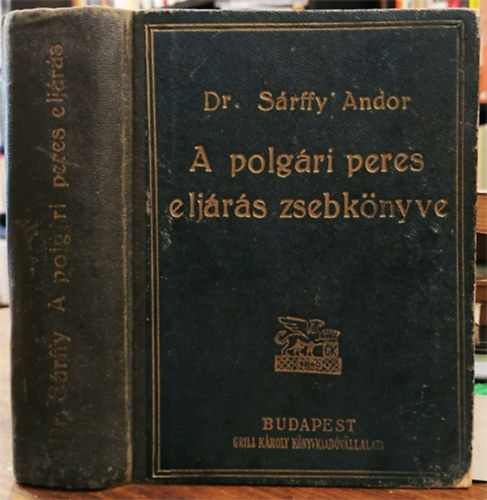 Dr. Sárffy Andor
A polgári peres
eljárás zsebkönyve
BUDAPEST
GRILL KÁROLY KÖNYVKIADÓVÁLLALATA
Dr. Sárffy A polgári peres eljárás